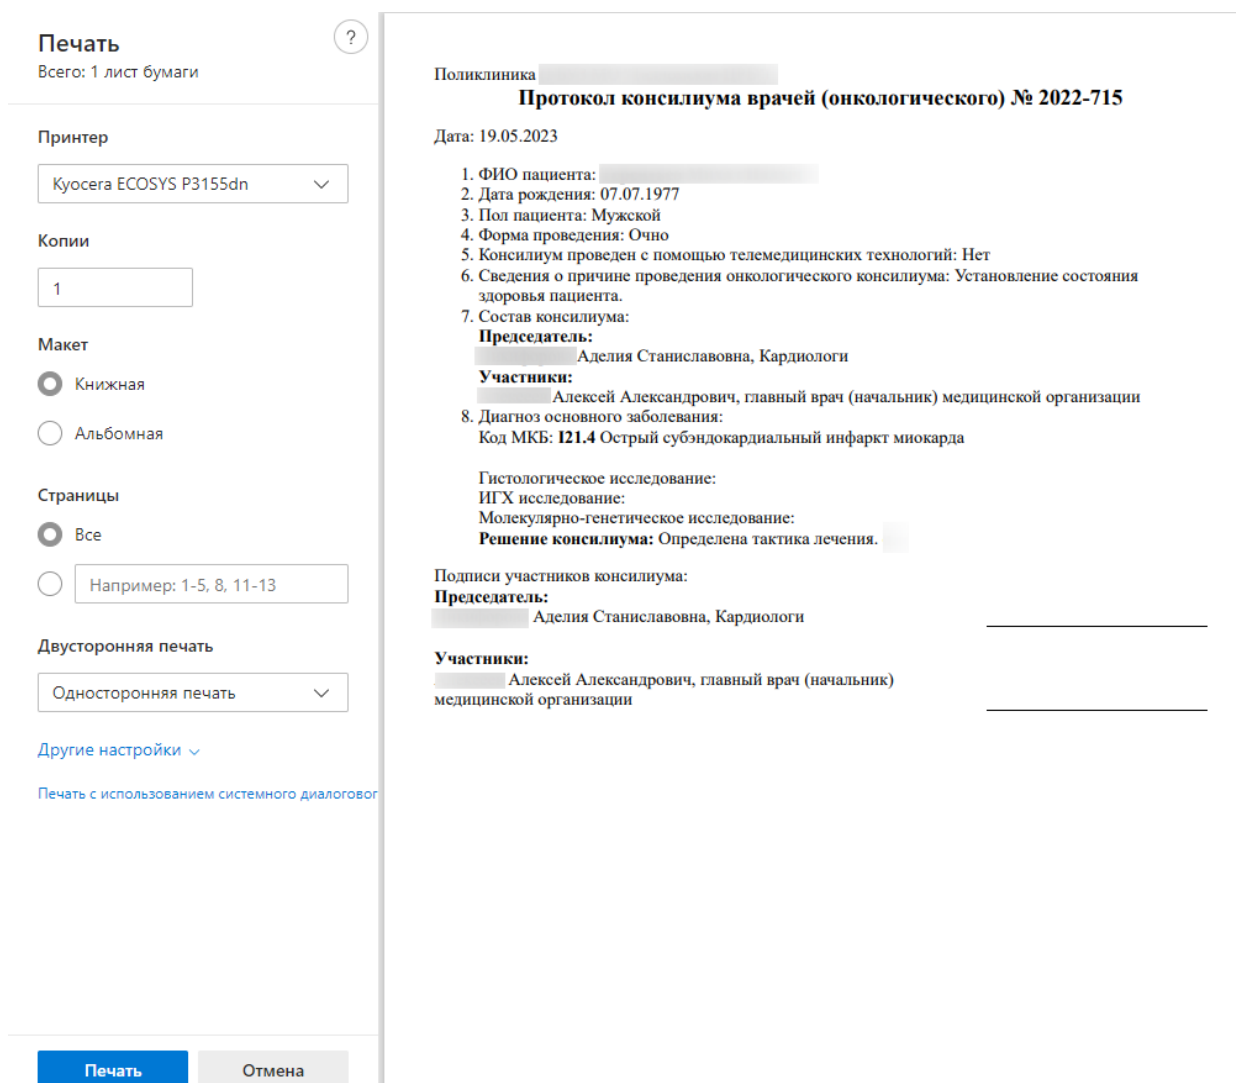 Печать
?
Всего: 1 лист бумаги
Принтер
Kyocera ECOSYS P3155dn
Копии
1
Макет
Книжная
Альбомная
Страницы
Все
Например: 1-5, 8, 11-13
Двусторонняя печать
Односторонняя печать
Другие настройки
Печать с использованием системного диалоговог
Печать
Отмена
Поликлиника
Протокол консилиума врачей (онкологического) № 2022-715
Дата: 19.05.2023
1. ФИО пациента:
2. Дата рождения: 07.07.1977
3. Пол пациента: Мужской
4. Форма проведения: Очно
5. Консилиум проведен с помощью телемедицинских технологий: Нет
6. Сведения о причине проведения онкологического консилиума: Установление состояния
здоровья пациента.
7. Состав консилиума:
Председатель:
Аделия Станиславовна, Кардиологи
Участники:
Алексей Александрович, главный врач (начальник) медицинской организации
8. Диагноз основного заболевания:
Код МКБ: I21.4 Острый субэндокардиальный инфаркт миокарда
Гистологическое исследование:
ИГХ исследование:
Молекулярно-генетическое исследование:
Решение консилиума: Определена тактика лечения.
Подписи участников консилиума:
Председатель:
Аделия Станиславовна, Кардиологи
Участники:
Алексей Александрович, главный врач (начальник)
медицинской организации